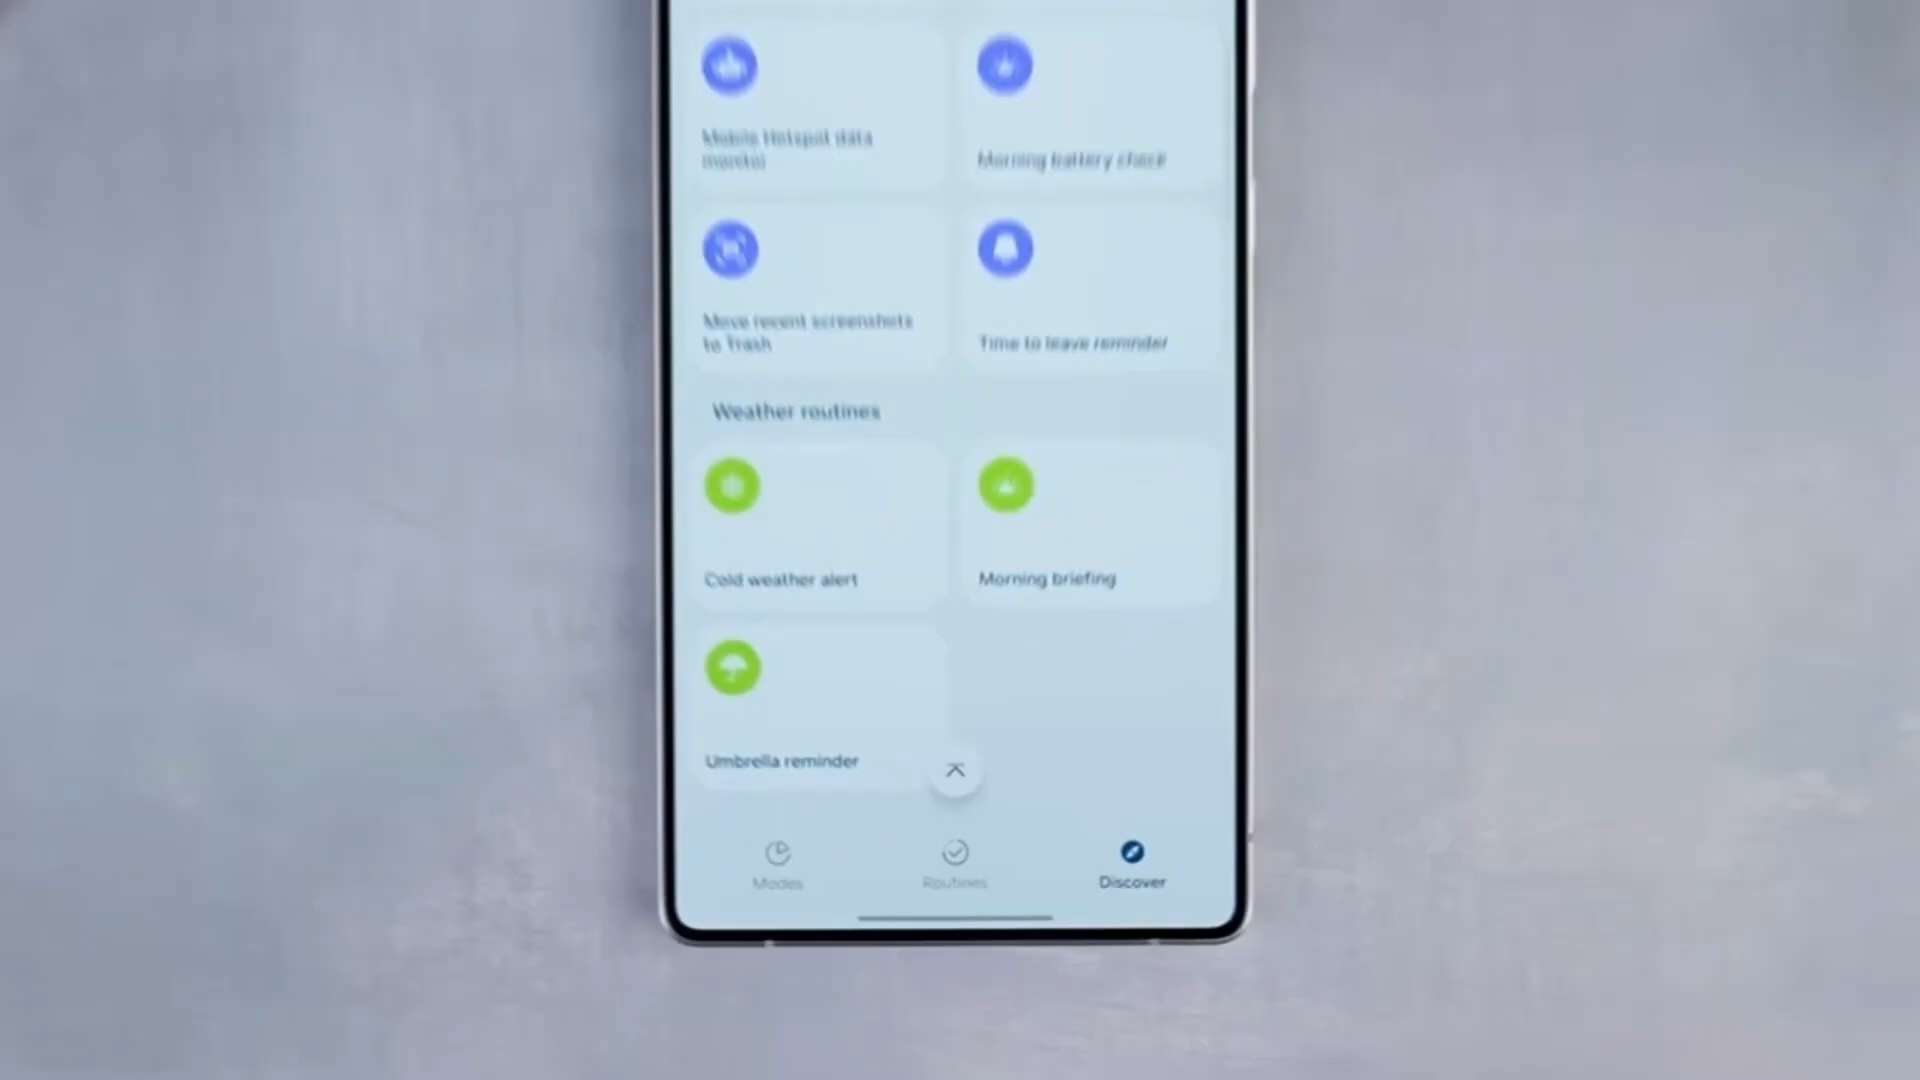 Mobile Hotspot data
monitor
Morning battery check
Move recent screenshots
to Trash
Time to leave reminder
Weather routines
Cold weather alert
Morning briefing
Umbrella reminder
Modes
Routines
Discover